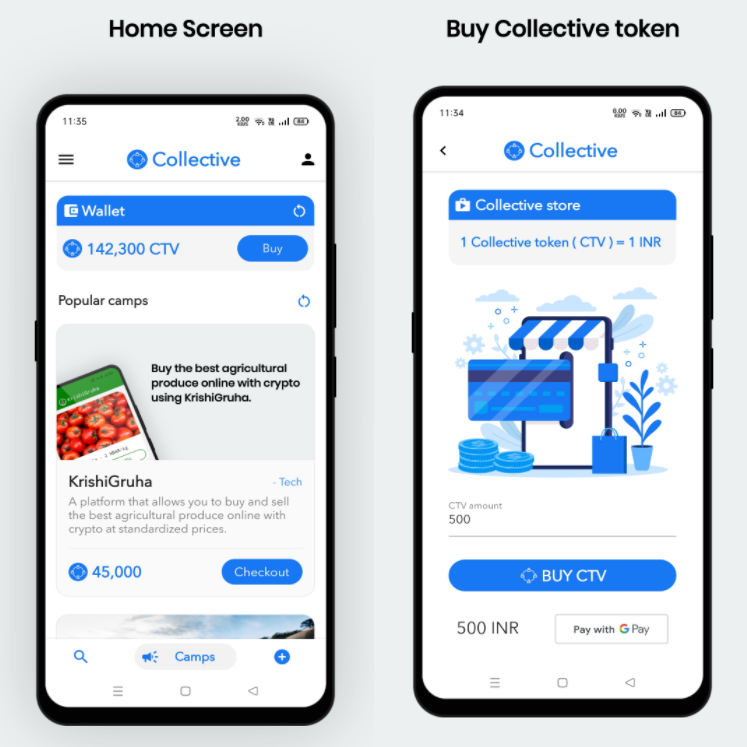 Home Screen
11:35
Collective
Wallet
142,300 CTV
Buy
Popular camps
Buy the best agricultural
produce online with crypto
using KrishiGruha.
KrishiGruha
KrishiGruha
- Tech
A platform that allows you to buy and sell
the best agricultural produce online with
crypto at standardized prices.
45,000
Checkout
Camps
Buy Collective token
11:34
Collective
Collective store
1 Collective token ( CTV ) = 1 INR
CTV amount
500
BUY CTV
500 INR
Pay with G Pay